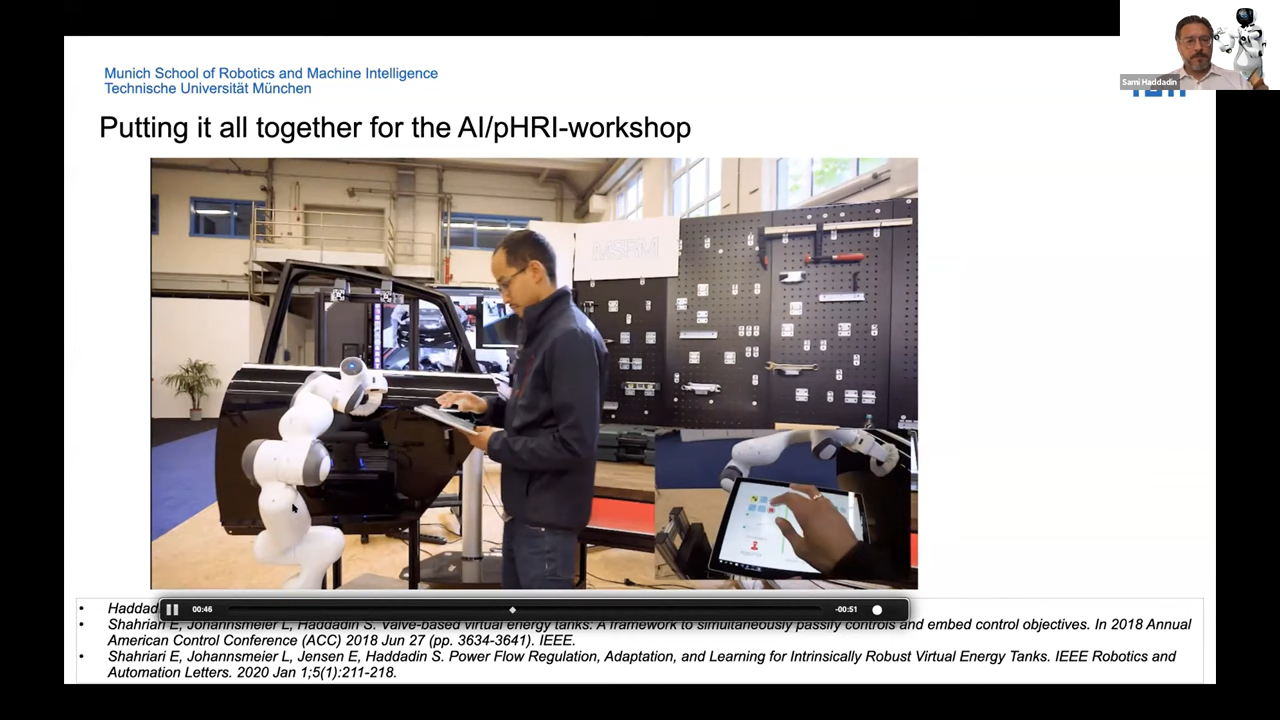 Sami Haddadin
Munich School of Robotics and Machine Intelligence
Technische Universität München
Putting it all together for the AI/pHRI-workshop
MSRM
• Haddad
00:46
-00:51
• Shahriari E, Johannsmeier L, Haddadin S. Valve-based virtual energy tanks: A framework to simultaneously passify controls and embed control objectives. In 2018 Annual
American Control Conference (ACC) 2018 Jun 27 (pp. 3634-3641). IEEE.
• Shahriari E, Johannsmeier L, Jensen E, Haddadin S. Power Flow Regulation, Adaptation, and Learning for Intrinsically Robust Virtual Energy Tanks. IEEE Robotics and
Automation Letters. 2020 Jan 1;5(1):211-218.